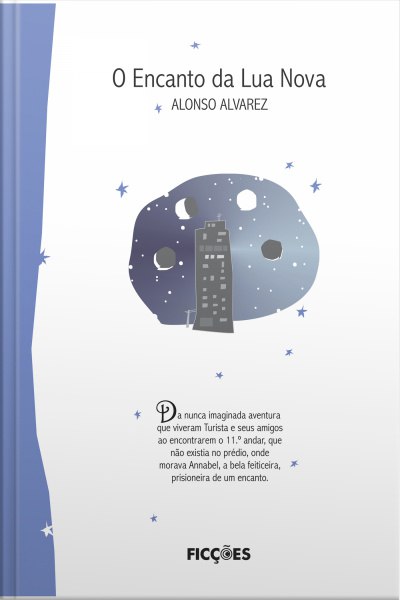 O Encanto da Lua Nova
ALONSO ALVAREZ
Da nunca imaginada aventura
que viveram Turista e seus amigos
ao encontrarem o 11.º andar, que
não existia no prédio, onde
morava Annabel, a bela feiticeira,
prisioneira de um encanto.
FICÇÕES